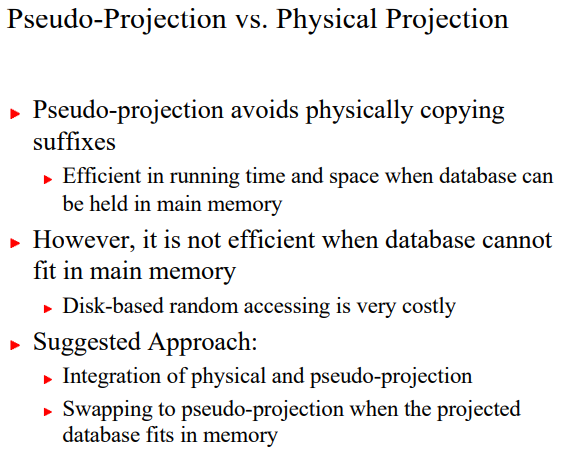 Pseudo-Projection vs. Physical Projection
Pseudo-projection avoids physically copying
suffixes
Efficient in running time and space when database can
be held in main memory
However, it is not efficient when database cannot
fit in main memory
Disk-based random accessing is very costly
Suggested Approach:
Integration of physical and pseudo-projection
Swapping to pseudo-projection when the projected
database fits in memory